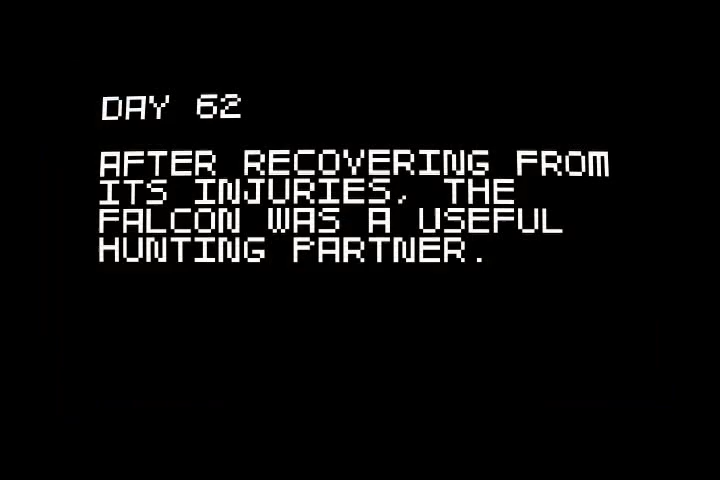 DAY 62
AFTER RECOVERING FROM
ITS INJURIES, THE
FALCON WAS A USEFUL
HUNTING PARTNER.